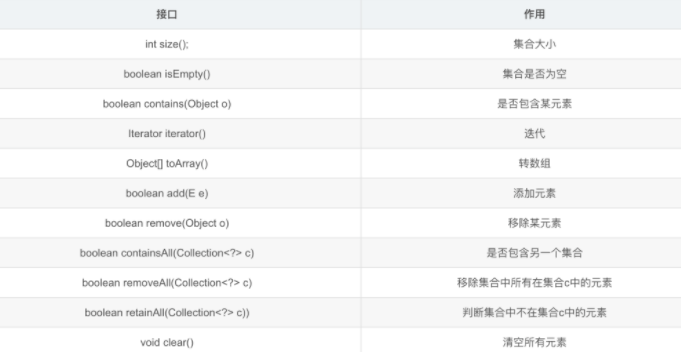 接口 作用
int size(); 集合大小
boolean isEmpty() 集合是否为空
boolean contains(Object o) 是否包含某元素
Iterator iterator() 迭代
Object[] toArray() 转数组
boolean add(E e) 添加元素
boolean remove(Object o) 移除某元素
boolean containsAll(Collection<?> c) 是否包含另一个集合
boolean removeAll(Collection<?> c) 移除集合中所有在集合c中的元素
boolean retainAll(Collection<?> c)) 判断集合中不在集合c中的元素
void clear() 清空所有元素